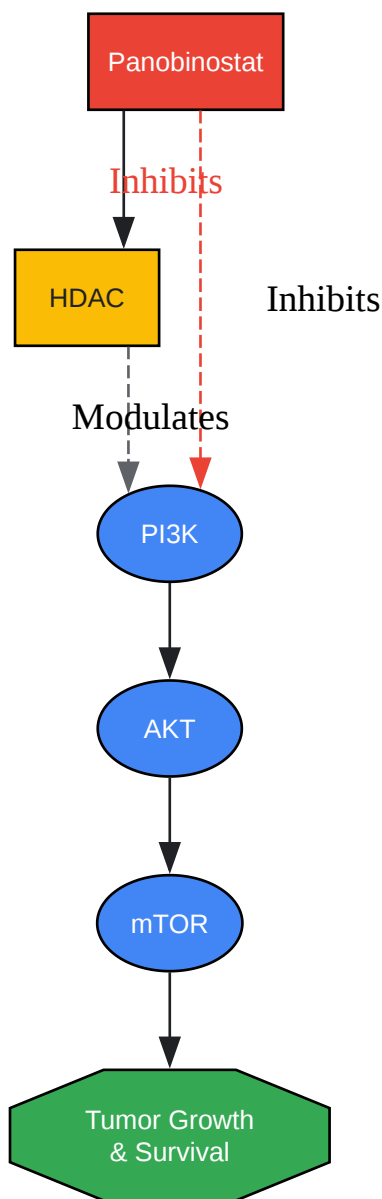 Panobinostat
Inhibits
HDAC
Inhibits
Modulates
PI3K
AKT
mTOR
Tumor Growth
& Survival